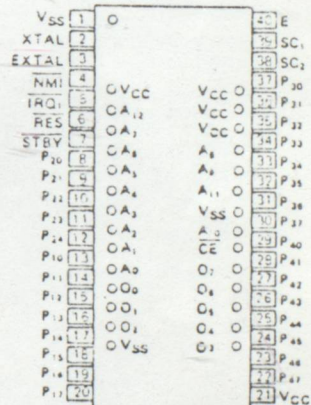 VSS 1
XTAL 2
EXTAL 3
NMI 4
IRQ1 5
RES 6
STBY 7
P20 8
P21 9
P22 10
P23 11
P24 12
P10 13
P11 14
P12 15
P13 16
P14 17
P15 18
P16 19
P17 20
VCC
A12
A7
A6
A5
A4
A3
A2
A1
A0
O0
O1
O2
VSS
VCC
VCC
VCC
A8
A9
A11
VSS
A10
CE
O7
O6
O5
O4
O3
40 E
39 SC1
38 SC2
37 P30
36 P31
35 P32
34 P33
33 P34
32 P35
31 P36
30 P37
29 P40
28 P41
27 P42
26 P43
25 P44
24 P45
23 P46
22 P47
21 VCC